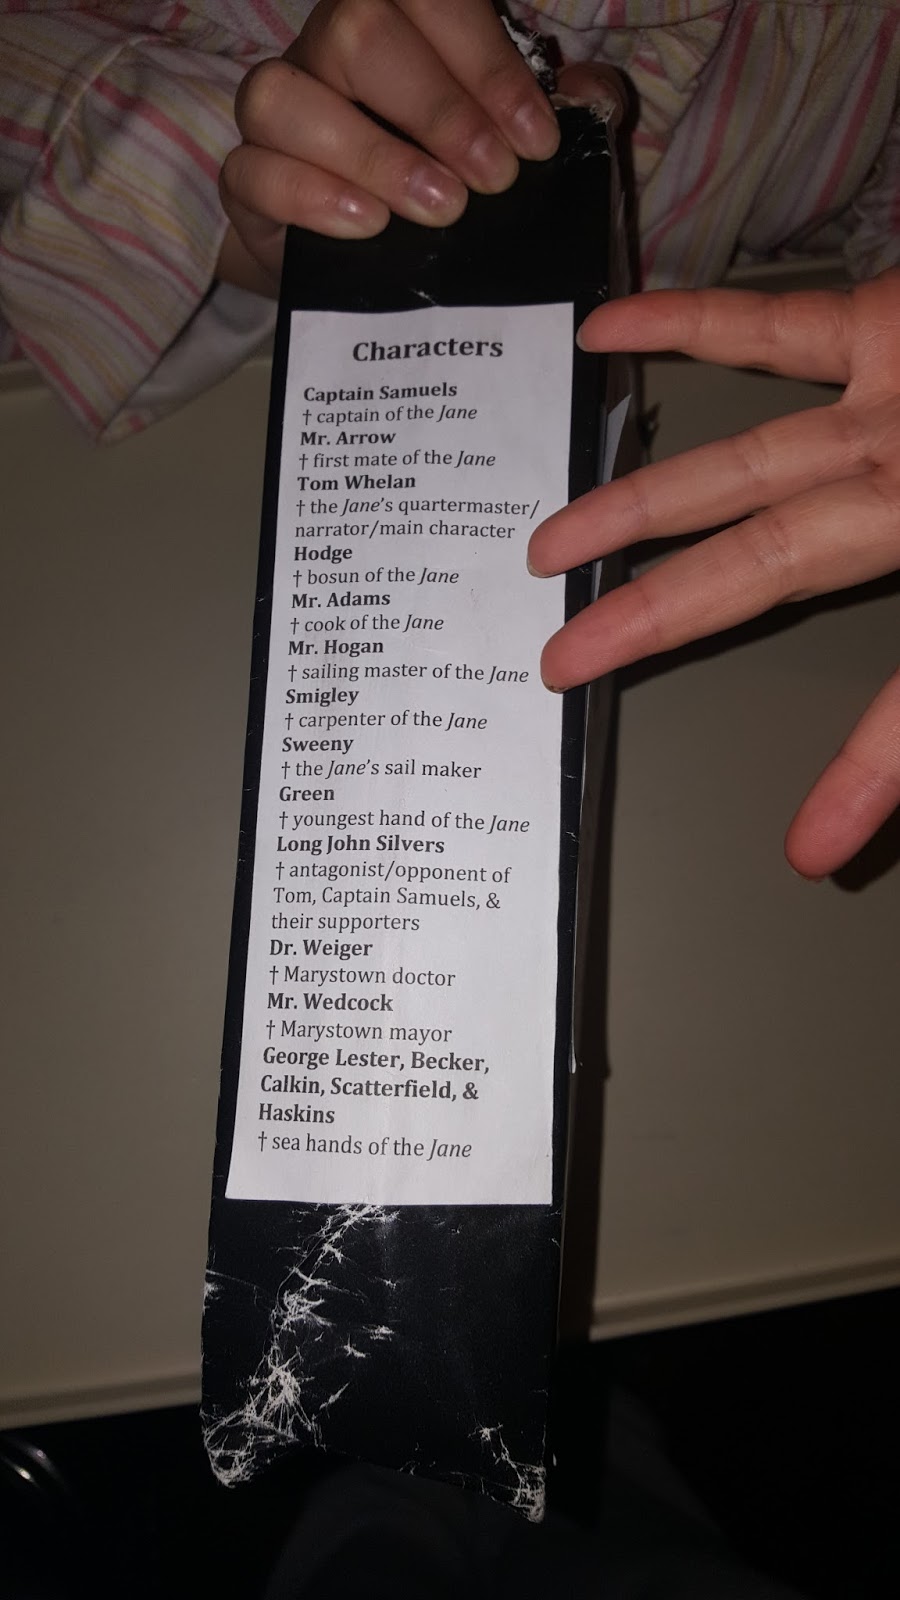 Characters
Captain Samuels
† captain of the Jane
Mr. Arrow
† first mate of the Jane
Tom Whelan
† the Jane's quartermaster/
narrator/main character
Hodge
† bosun of the Jane
Mr. Adams
† cook of the Jane
Mr. Hogan
† sailing master of the Jane
Smigley
† carpenter of the Jane
Sweeny
† the Jane's sail maker
Green
† youngest hand of the Jane
Long John Silvers
† antagonist/opponent of
Tom, Captain Samuels, &
their supporters
Dr. Weiger
† Marystown doctor
Mr. Wedcock
† Marystown mayor
George Lester, Becker,
Calkin, Scatterfield, &
Haskins
† sea hands of the Jane